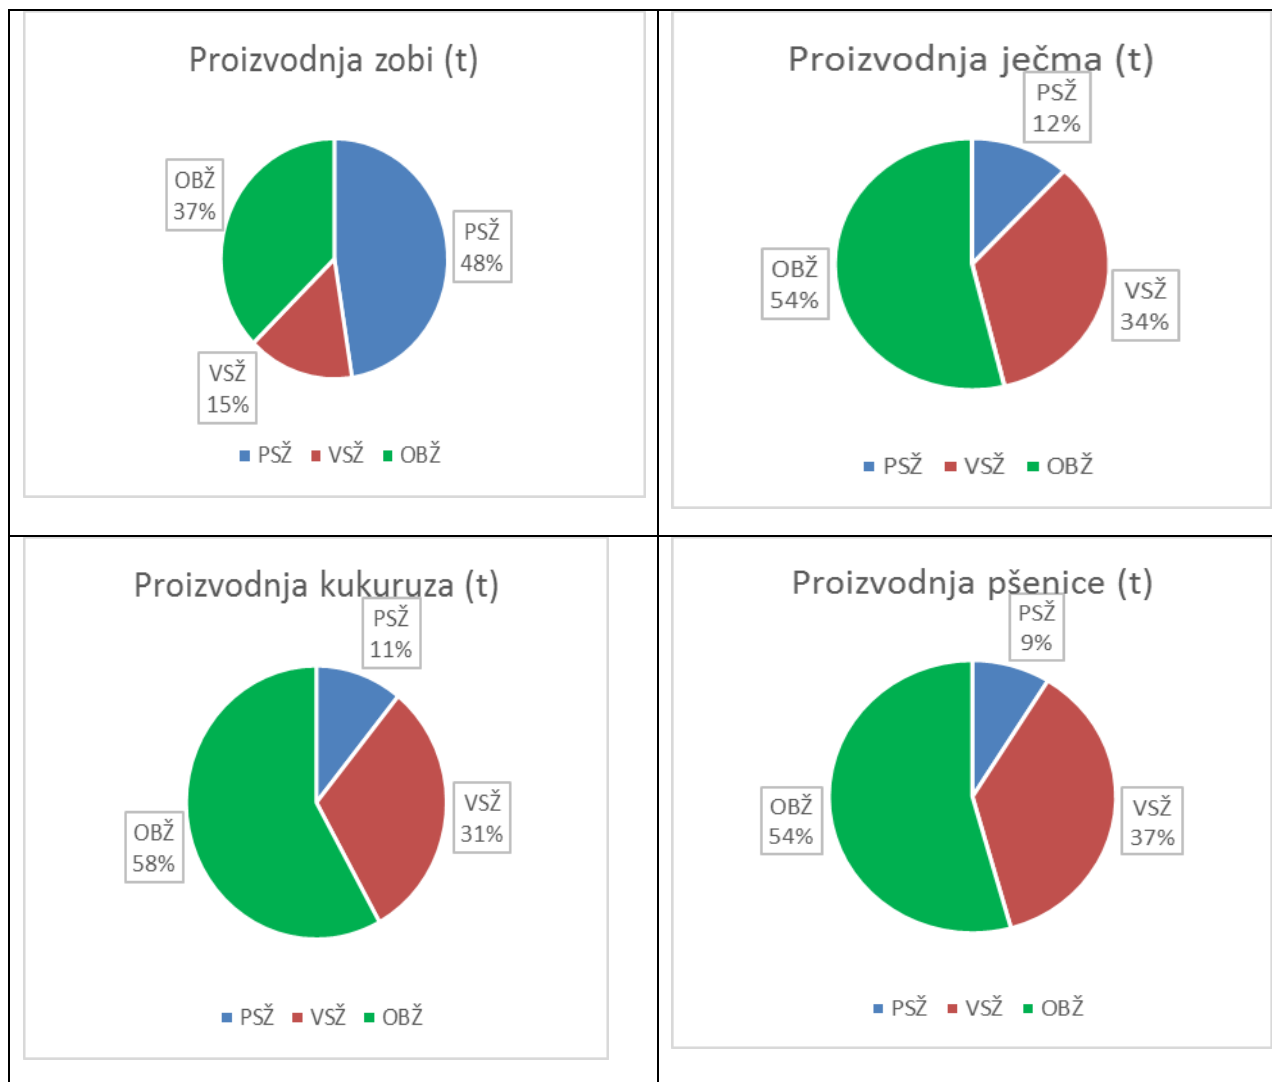 Proizvodnja zobi (t)
OBŽ
37%
PSŽ
48%
VSŽ
15%
PSŽ VSŽ OBŽ
Proizvodnja ječma (t)
PSŽ
12%
OBŽ
54%
VSŽ
34%
PSŽ VSŽ OBŽ
Proizvodnja kukuruza (t)
PSŽ
11%
VSŽ
31%
OBŽ
58%
PSŽ VSŽ OBŽ
Proizvodnja pšenice (t)
PSŽ
9%
OBŽ
54%
VSŽ
37%
PSŽ VSŽ OBŽ